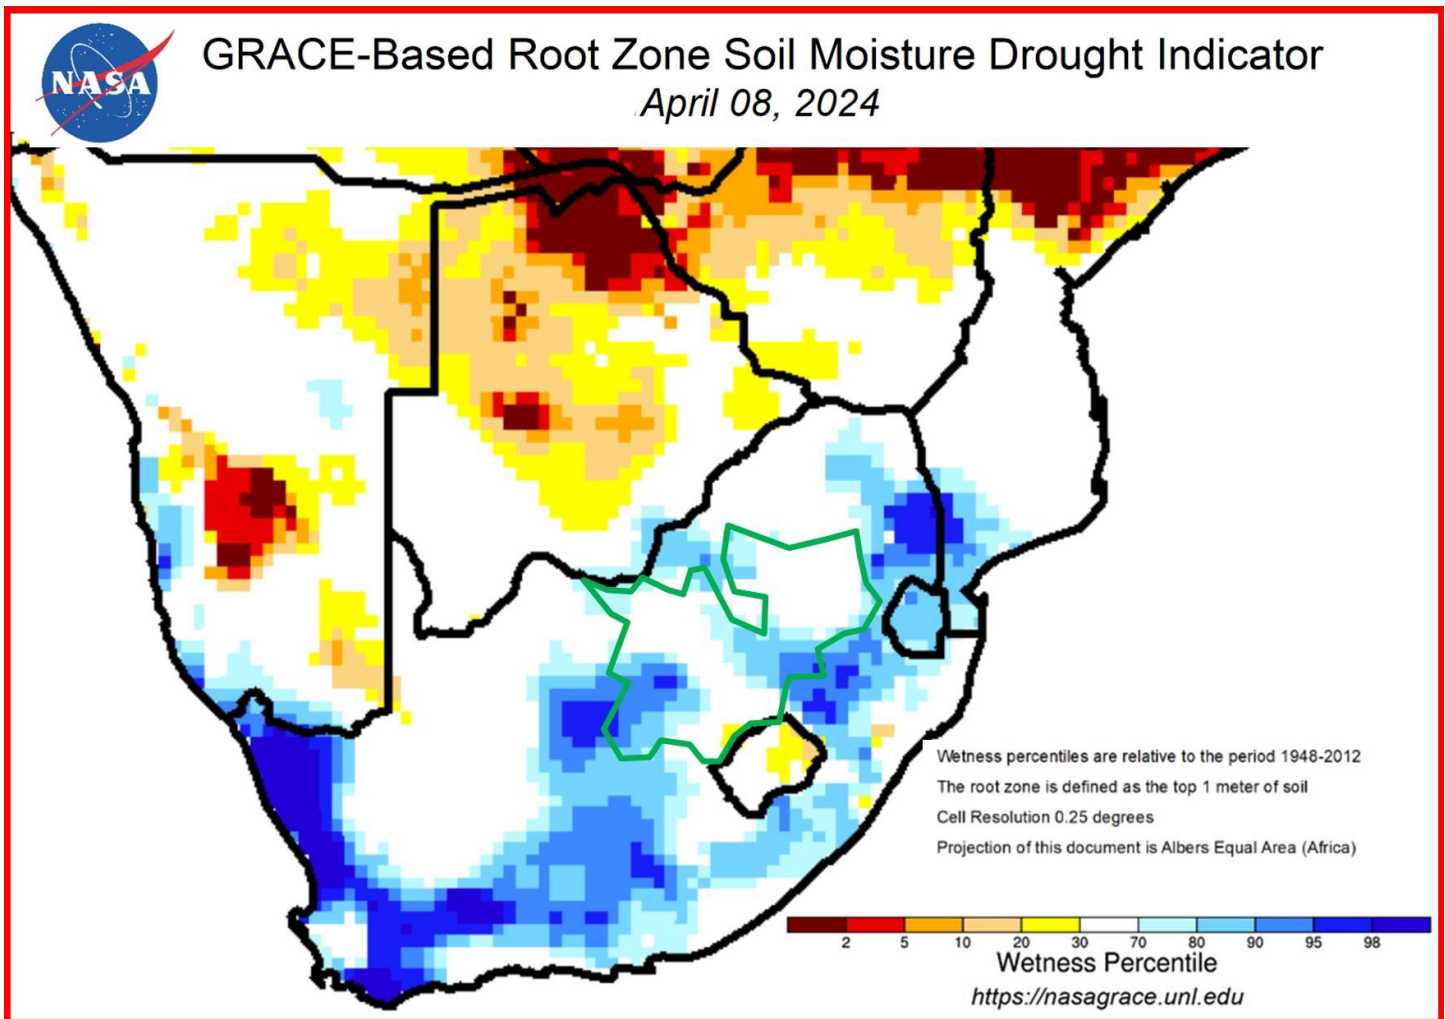 NASA
GRACE-Based Root Zone Soil Moisture Drought Indicator
April 08, 2024
Wetness percentiles are relative to the period 1948-2012
The root zone is defined as the top 1 meter of soil
Cell Resolution 0.25 degrees
Projection of this document is Albers Equal Area (Africa)
2 5 10 20 30 70 80 90 95 98
Wetness Percentile
https://nasagrace.unl.edu